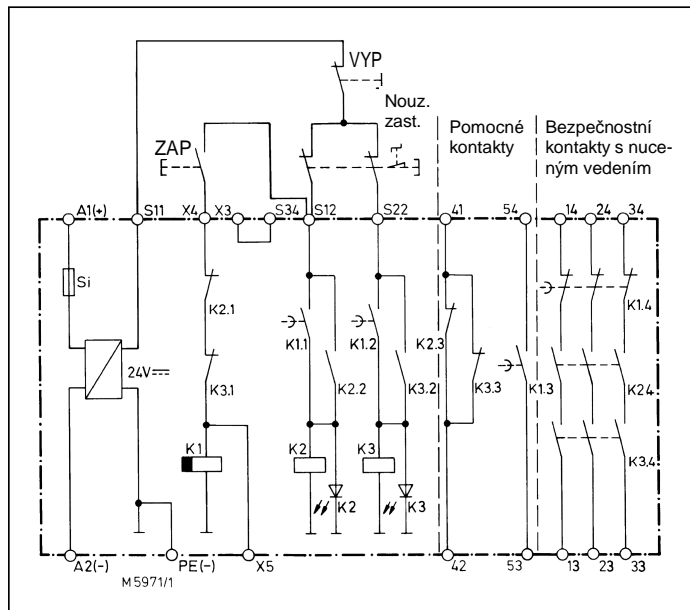 VYP
Nouz.
zast.
Pomocné
kontakty
Bezpečnostní
kontakty s nuce-
ným vedením
ZAP
A1(+) S11 X4 X3 S34 S12 S22 41 54 14 24 34
Si
K2.1
K1.4
K1.1 K1.2 K2.3
24V
K3.1
K2.2 K3.2 K3.3 K1.3 K2.4
K1 K2 K3
K3.4
K2 K3
A2(-) PE(-) X5 42 53 13 23 33
M5971/1